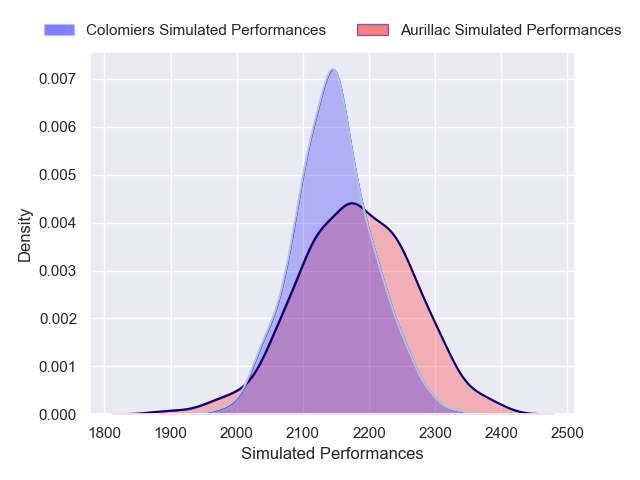 Colomiers Simulated Performances Aurillac Simulated Performances
0.007
0.006
0.005
0.004
0.003
0.002
0.001
0.000
Density
1800 1900 2000 2100 2200 2300 2400 2500
Simulated Performances